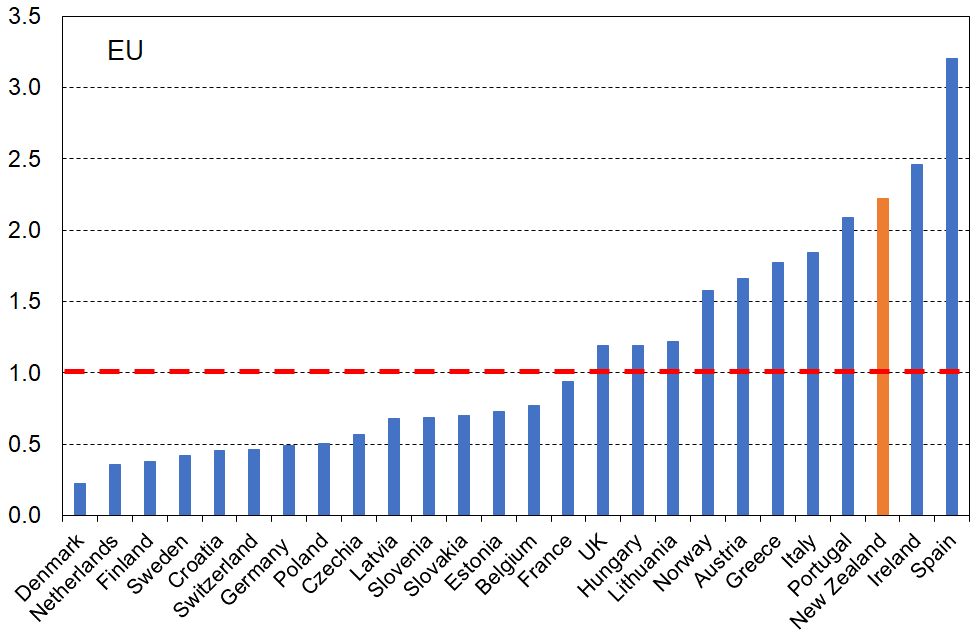 3.5
EU
3.0
2.5
2.0
1.5
1.0
0.5
0.0
Denmark
Netherlands
Finland
Sweden
Croatia
Switzerland
Germany
Poland
Czechia
Latvia
Slovenia
Slovakia
Estonia
Belgium
France
UK
Hungary
Lithuania
Norway
Austria
Greece
Italy
Portugal
New Zealand
Ireland
Spain